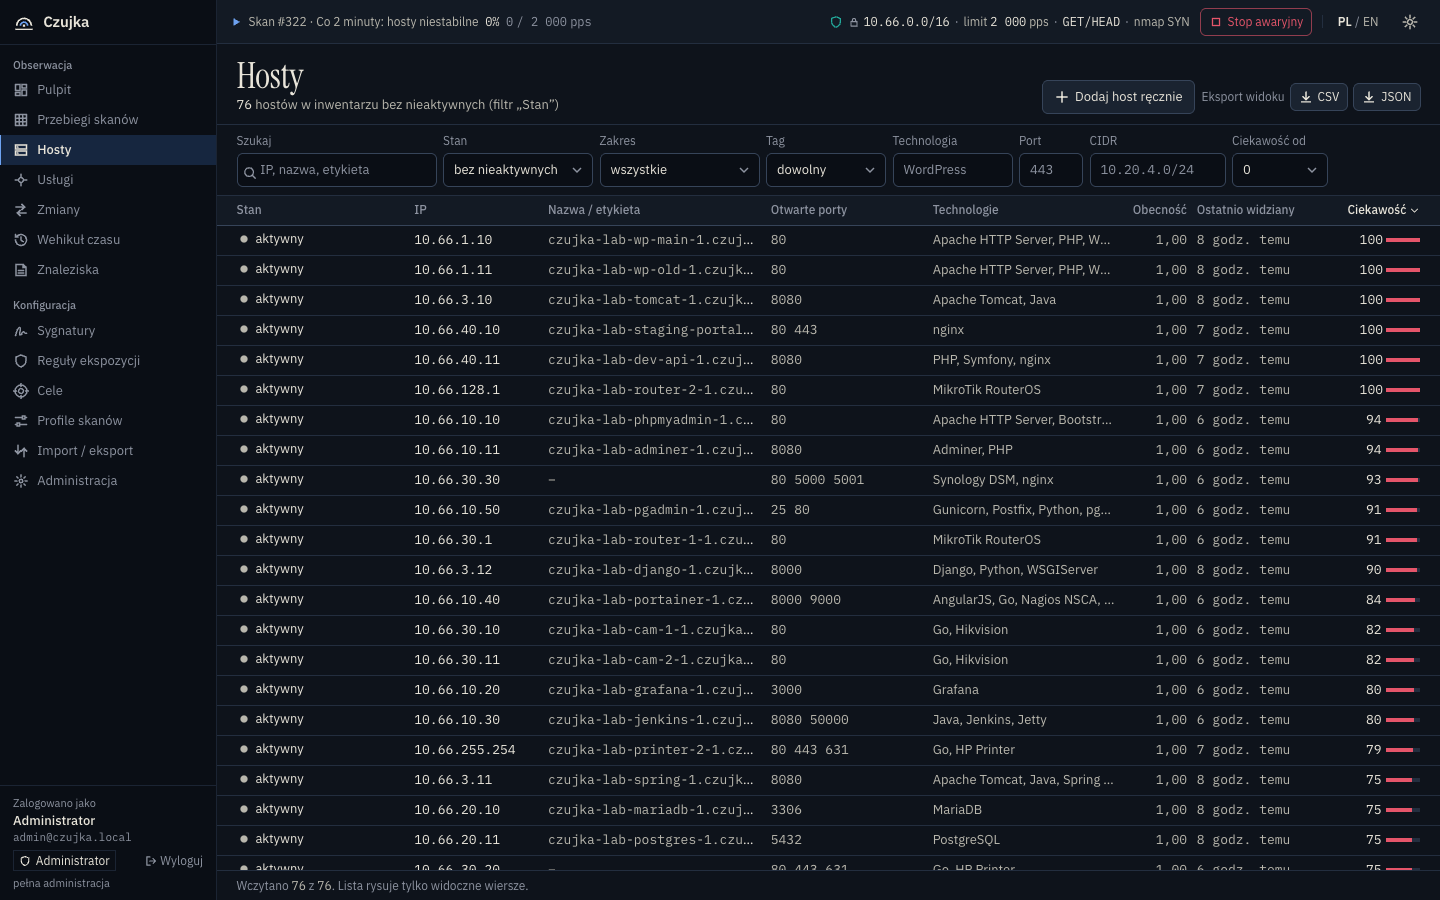 Czujka
Obserwacja
Pulpit
Przebiegi skanów
Hosty
Usługi
Zmiany
Wehikuł czasu
Znaleziska
Konfiguracja
Sygnatury
Reguły ekspozycji
Cele
Profile skanów
Import / eksport
Administracja
Zalogowano jako
Administrator
admin@czujka.local
Administrator Wyloguj
pełna administracja
Skan #322 · Co 2 minuty: hosty niestabilne 0% 0 / 2 000 pps
10.66.0.0/16 · limit 2 000 pps · GET/HEAD · nmap SYN Stop awaryjny PL / EN
Hosty
76 hostów w inwentarzu bez nieaktywnych (filtr „Stan”)
Dodaj host ręcznie Eksport widoku CSV JSON
Szukaj Stan Zakres Tag Technologia Port CIDR Ciekawość od
IP, nazwa, etykieta bez nieaktywnych wszystkie dowolny WordPress 443 10.20.4.0/24 0
Stan IP Nazwa / etykieta Otwarte porty Technologie Obecność Ostatnio widziany Ciekawość
aktywny 10.66.1.10 czujka-lab-wp-main-1.czuj… 80 Apache HTTP Server, PHP, W… 1,00 8 godz. temu 100
aktywny 10.66.1.11 czujka-lab-wp-old-1.czujk… 80 Apache HTTP Server, PHP, W… 1,00 8 godz. temu 100
aktywny 10.66.3.10 czujka-lab-tomcat-1.czujk… 8080 Apache Tomcat, Java 1,00 8 godz. temu 100
aktywny 10.66.40.10 czujka-lab-staging-portal… 80 443 nginx 1,00 7 godz. temu 100
aktywny 10.66.40.11 czujka-lab-dev-api-1.czuj… 8080 PHP, Symfony, nginx 1,00 7 godz. temu 100
aktywny 10.66.128.1 czujka-lab-router-2-1.czu… 80 MikroTik RouterOS 1,00 7 godz. temu 100
aktywny 10.66.10.10 czujka-lab-phpmyadmin-1.c… 80 Apache HTTP Server, Bootstr… 1,00 6 godz. temu 94
aktywny 10.66.10.11 czujka-lab-adminer-1.czuj… 8080 Adminer, PHP 1,00 6 godz. temu 94
aktywny 10.66.30.30 – 80 5000 5001 Synology DSM, nginx 1,00 6 godz. temu 93
aktywny 10.66.10.50 czujka-lab-pgadmin-1.czuj… 25 80 Gunicorn, Postfix, Python, pg… 1,00 6 godz. temu 91
aktywny 10.66.30.1 czujka-lab-router-1-1.czu… 80 MikroTik RouterOS 1,00 6 godz. temu 91
aktywny 10.66.3.12 czujka-lab-django-1.czujk… 8000 Django, Python, WSGIServer 1,00 8 godz. temu 90
aktywny 10.66.10.40 czujka-lab-portainer-1.cz… 8000 9000 AngularJS, Go, Nagios NSCA, … 1,00 6 godz. temu 84
aktywny 10.66.30.10 czujka-lab-cam-1-1.czujka… 80 Go, Hikvision 1,00 6 godz. temu 82
aktywny 10.66.30.11 czujka-lab-cam-2-1.czujka… 80 Go, Hikvision 1,00 6 godz. temu 82
aktywny 10.66.10.20 czujka-lab-grafana-1.czuj… 3000 Grafana 1,00 6 godz. temu 80
aktywny 10.66.10.30 czujka-lab-jenkins-1.czuj… 8080 50000 Java, Jenkins, Jetty 1,00 6 godz. temu 80
aktywny 10.66.255.254 czujka-lab-printer-2-1.cz… 80 443 631 Go, HP Printer 1,00 7 godz. temu 79
aktywny 10.66.3.11 czujka-lab-spring-1.czujk… 8080 Apache Tomcat, Java, Spring … 1,00 8 godz. temu 75
aktywny 10.66.20.10 czujka-lab-mariadb-1.czuj… 3306 MariaDB 1,00 8 godz. temu 75
aktywny 10.66.20.11 czujka-lab-postgres-1.czu… 5432 PostgreSQL 1,00 8 godz. temu 75
aktywny 10.66.30.20 – 80 443 631 Go, HP Printer 1,00 6 godz. temu 75
Wczytano 76 z 76. Lista rysuje tylko widoczne wiersze.